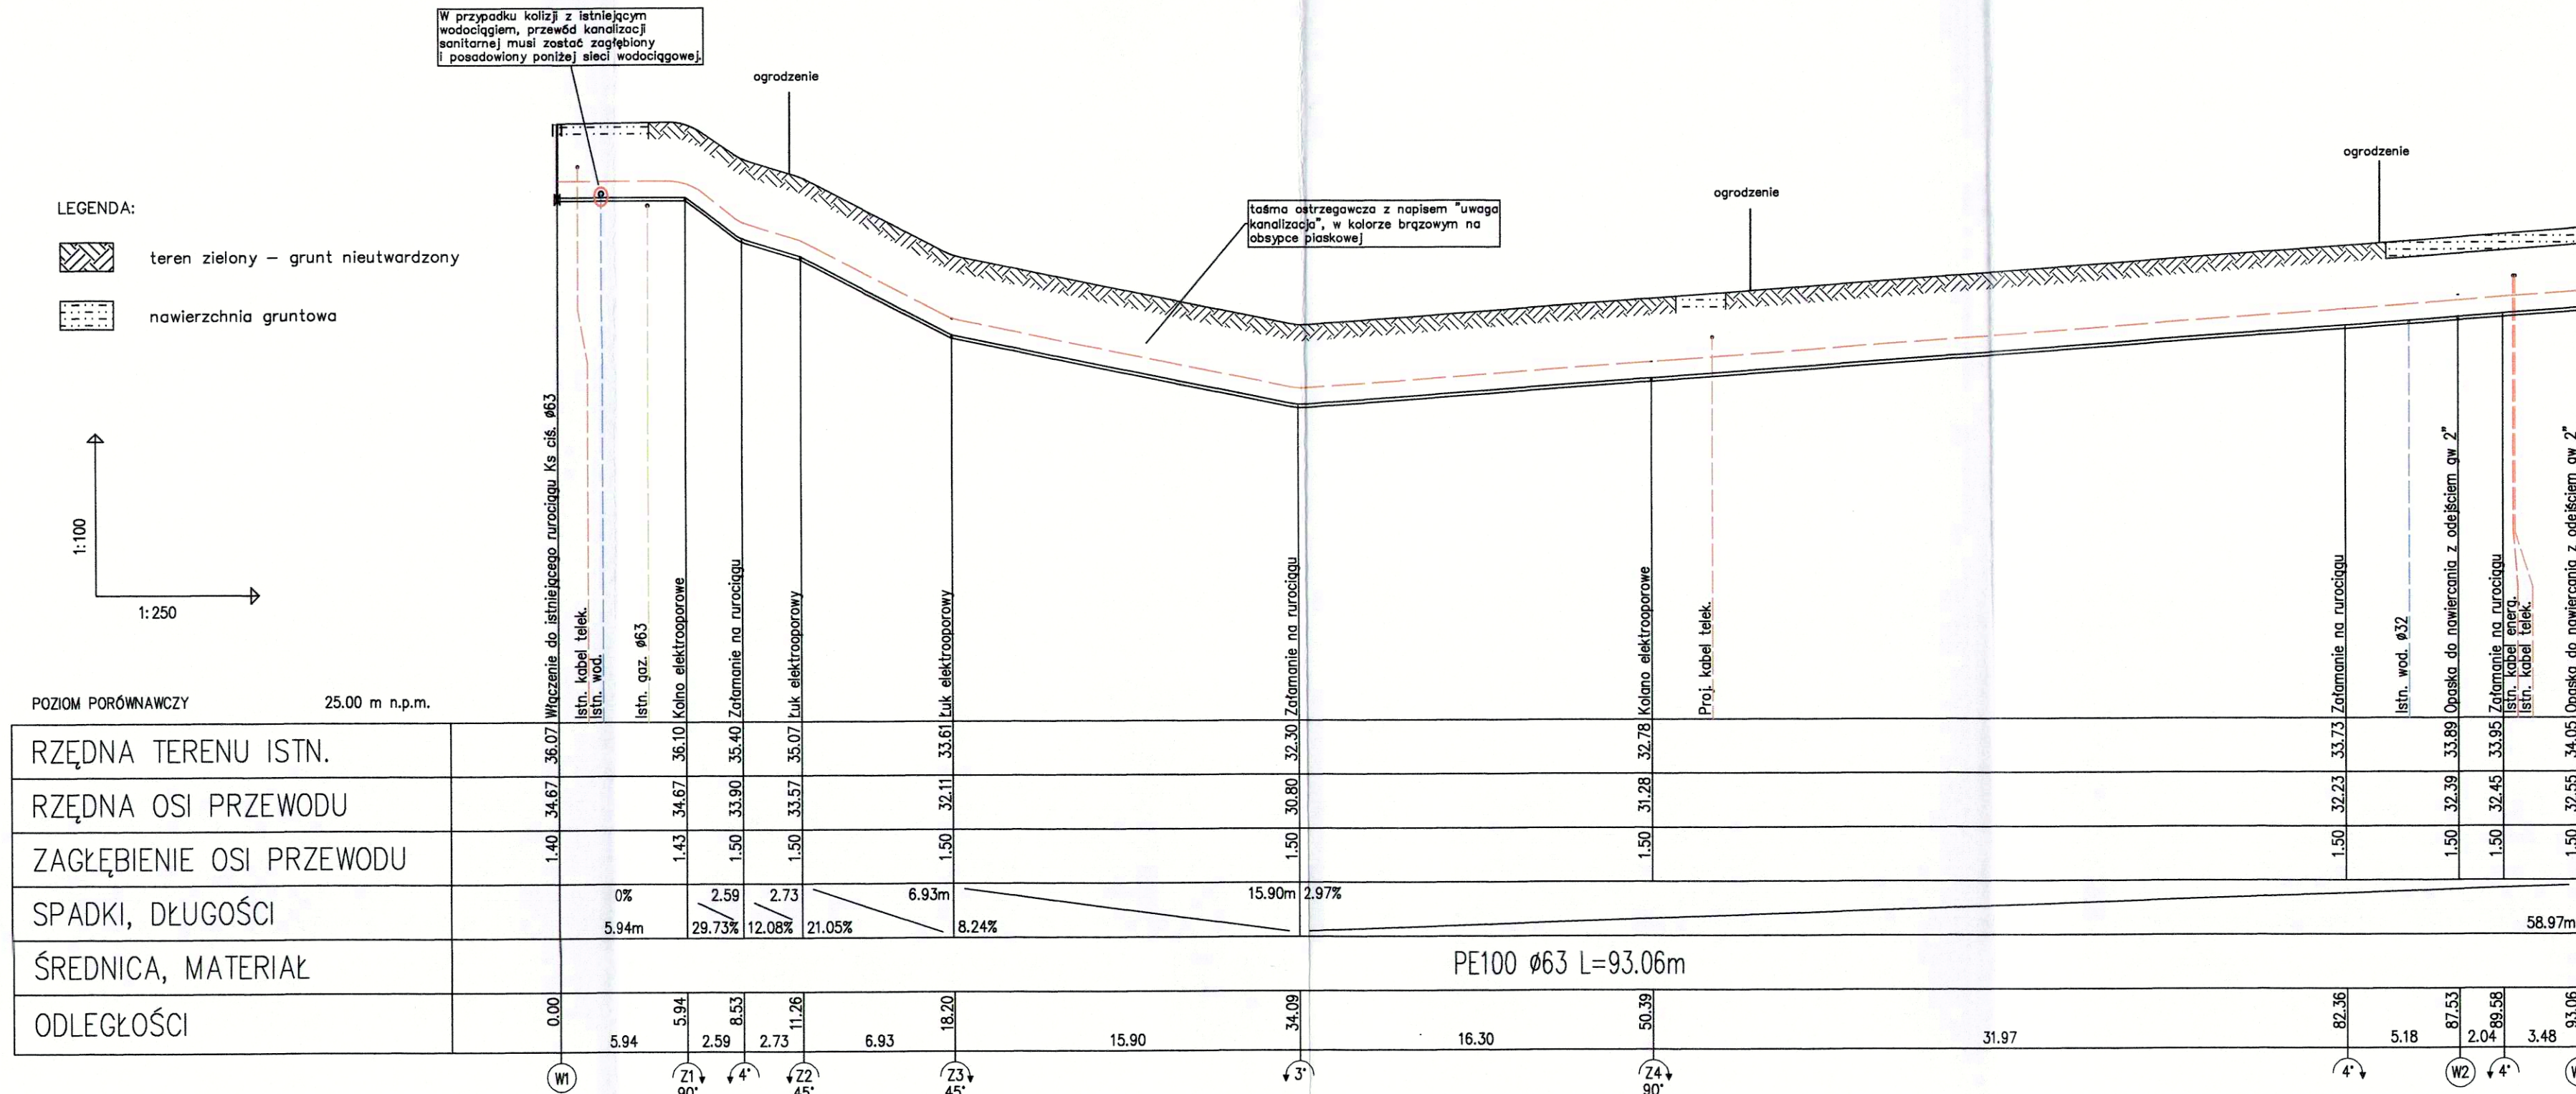 W przypadku kolizji z istniejącym
wodociągiem, przewód kanalizacji
sanitarnej musi zostać zagłębiony
i posadowiony poniżej sieci wodociągowej.
ogrodzenie
ogrodzenie
ogrodzenie
taśma ostrzegawcza z napisem "uwaga
kanalizacja", w kolorze brązowym na
obsypce piaskowej
LEGENDA:
teren zielony – grunt nieutwardzony
nawierzchnia gruntowa
1:100
1:250
Włączenie do istniejącego rurociągu Ks ciś. ø63
Istn. kabel telek.
Istn. wod.
Istn. gaz. ø63
Kolno elektrooporowe
Załamanie na rurociągu
Łuk elektrooporowy
Łuk elektrooporowy
Załamanie na rurociągu
Kolano elektrooporowe
Proj. kabel telek.
Załamanie na rurociągu
Istn. wod. ø32
Opaska do nawiercania z odejściem gw 2"
Załamanie na rurociągu
Istn. kabel energ.
Istn. kabel telek.
Opaska do nawiercania z odejściem gw 2"
POZIOM PORÓWNAWCZY 25.00 m n.p.m.
RZĘDNA TERENU ISTN. 36.07 36.10 35.40 35.07 33.61 32.30 32.78 33.73 33.89 33.95 34.05
RZĘDNA OSI PRZEWODU 34.67 34.67 33.90 33.57 32.11 30.80 31.28 32.23 32.39 32.45 32.55
ZAGŁĘBIENIE OSI PRZEWODU 1.40 1.43 1.50 1.50 1.50 1.50 1.50 1.50 1.50 1.50 1.50
SPADKI, DŁUGOŚCI
0% 2.59 2.73 6.93m 15.90m 2.97%
5.94m 29.73% 12.08% 21.05% 8.24% 58.97m
ŚREDNICA, MATERIAŁ PE100 ø63 L=93.06m
ODLEGŁOŚCI
0.00 5.94 8.53 11.26 18.20 34.09 50.39 82.36 87.53 89.58 93.06
5.94 2.59 2.73 6.93 15.90 16.30 31.97 5.18 2.04 3.48
W1 Z1 4° Z2 Z3 3° Z4 4° W2 4° W
90° 45° 45° 90°